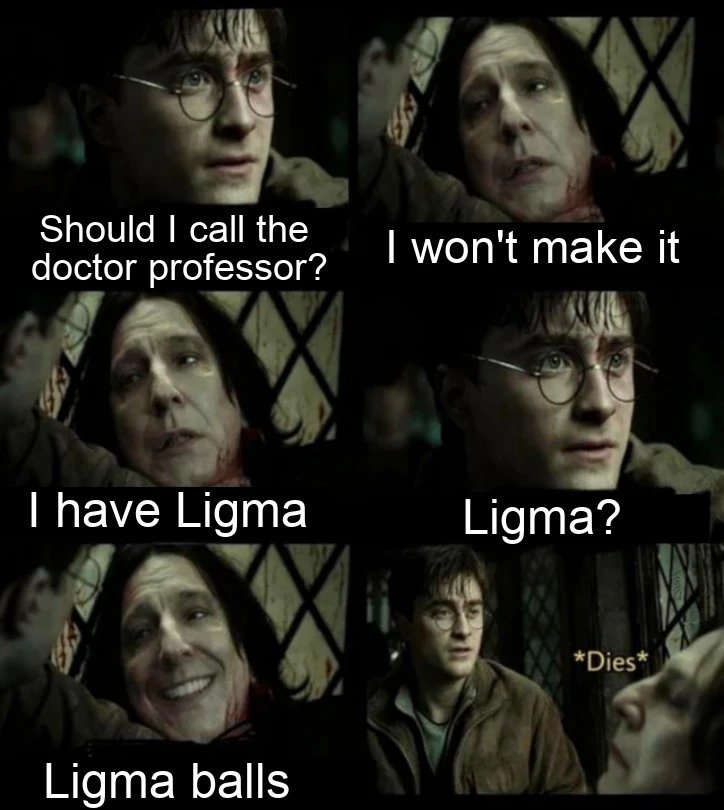 Should I call the
doctor professor?
I won't make it
I have Ligma
Ligma?
Ligma balls
*Dies*